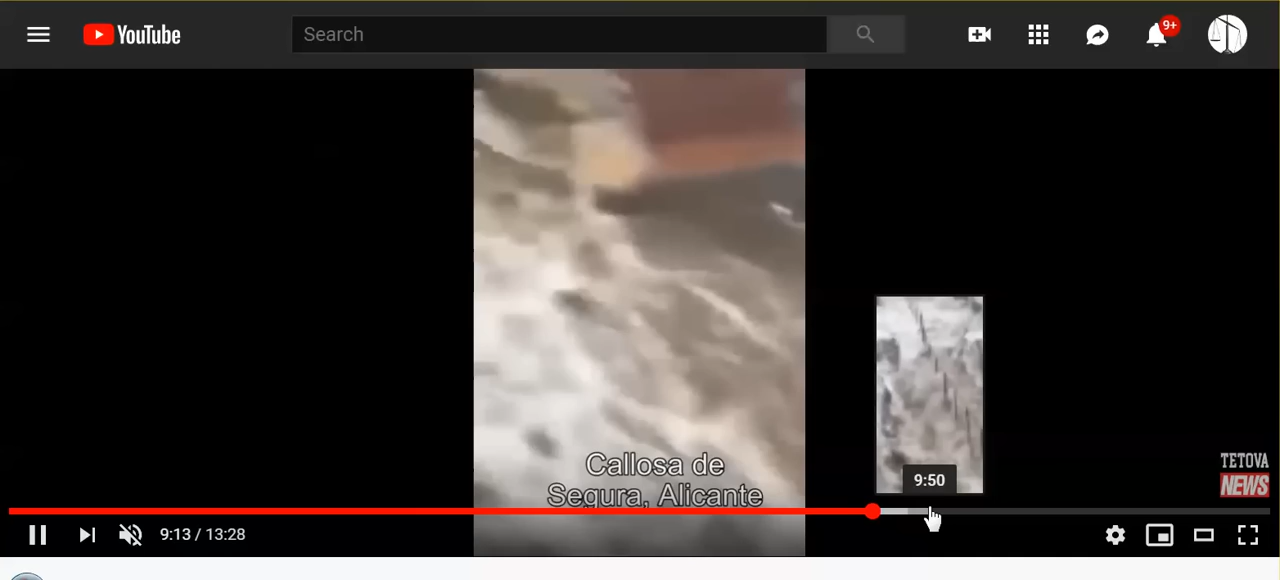 YouTube
Search
9+
Callosa de
Segura, Alicante
9:50
TETOVA
NEWS
9:13 / 13:28